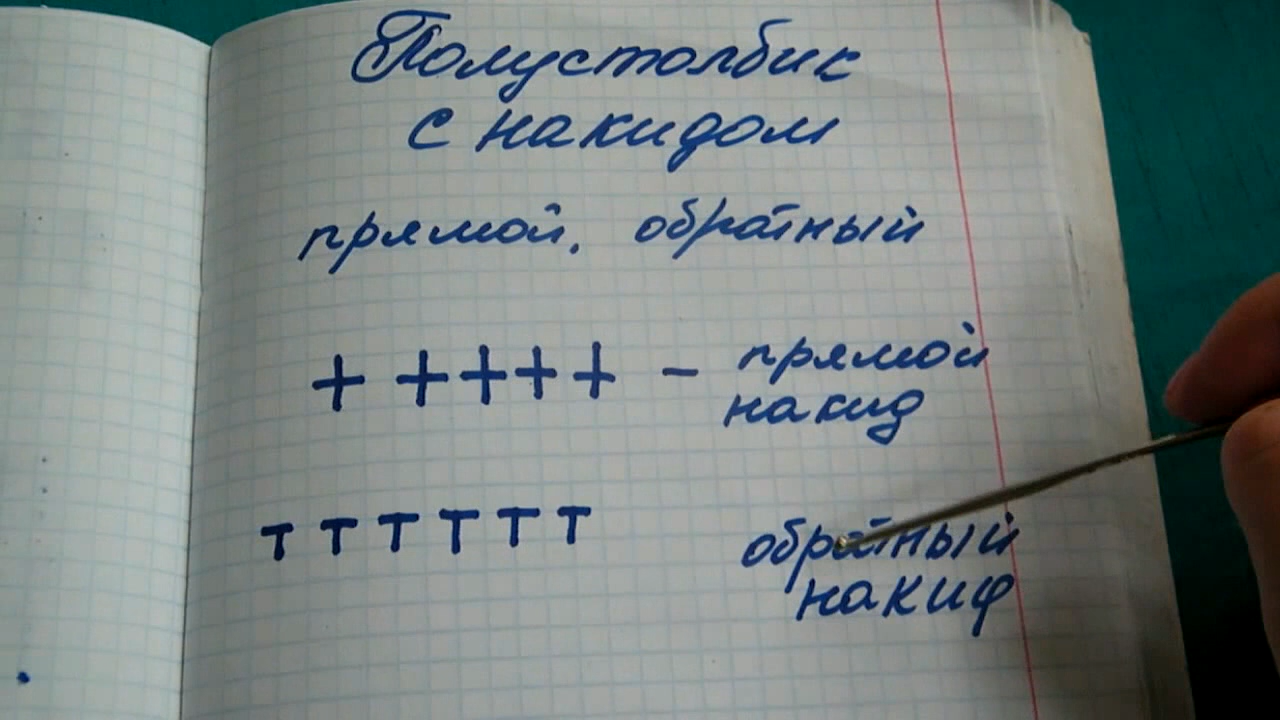 Полустолбик
с накидом
прямой, обратный
+ + + + + – прямой
накид
т т т т т т обратный
накид